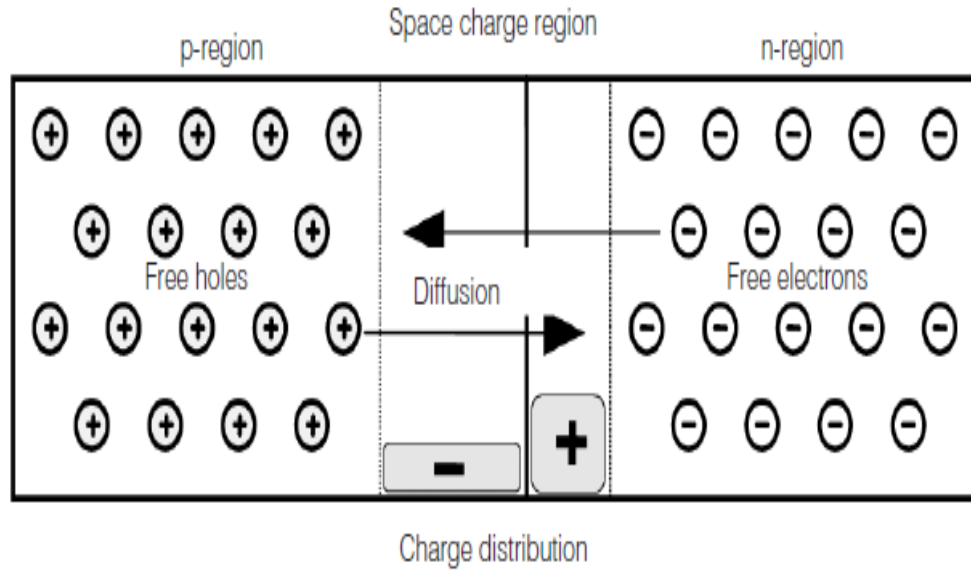 Space charge region
p-region
n-region
+ + + + +
- - - - -
+ + + +
- - - -
Free holes
Diffusion
Free electrons
+ + + + +
- - - - -
+ + + +
- - - -
-
+
Charge distribution